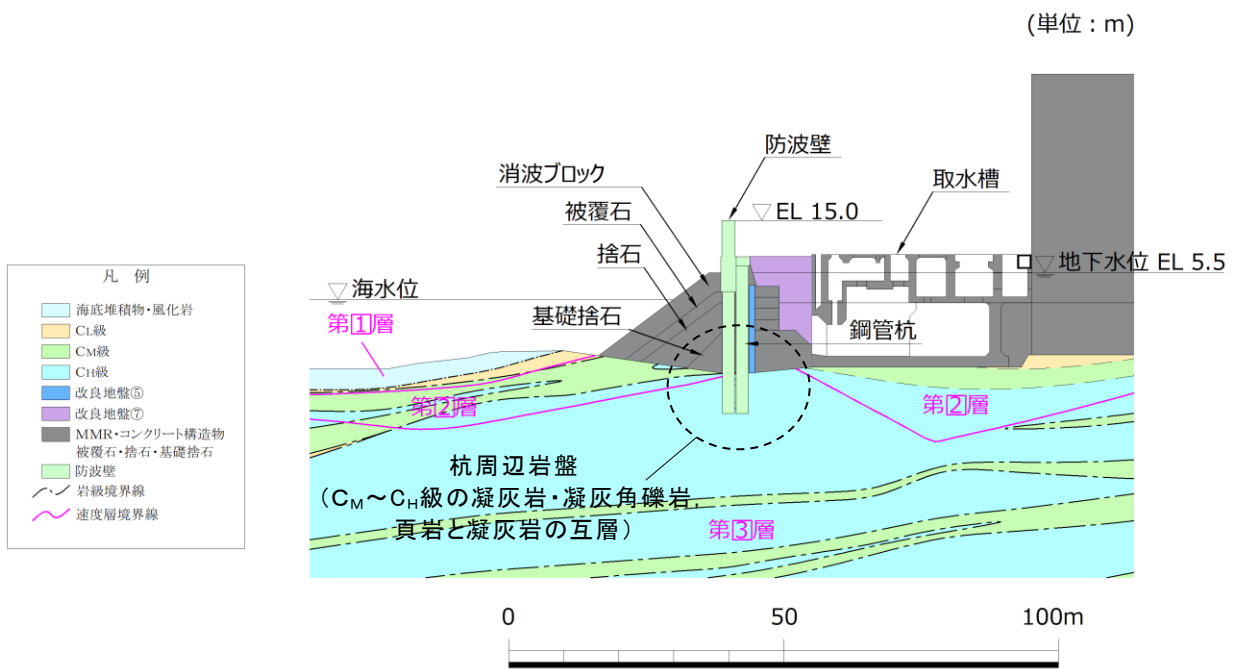 (単位：m)
防波壁
消波ブロック
取水槽
被覆石
▽ EL 15.0
捨石
▽ 地下水位 EL 5.5
▽ 海水位
基礎捨石
鋼管杭
第1層
第2層
第2層
杭周辺岩盤
（CM～CH級の凝灰岩・凝灰角礫岩，
頁岩と凝灰岩の互層）
第3層
凡 例
海底堆積物・風化岩
CL級
CM級
CH級
改良地盤⑤
改良地盤⑦
MMR・コンクリート構造物
被覆石・捨石・基礎捨石
防波壁
岩級境界線
速度層境界線
0 50 100m